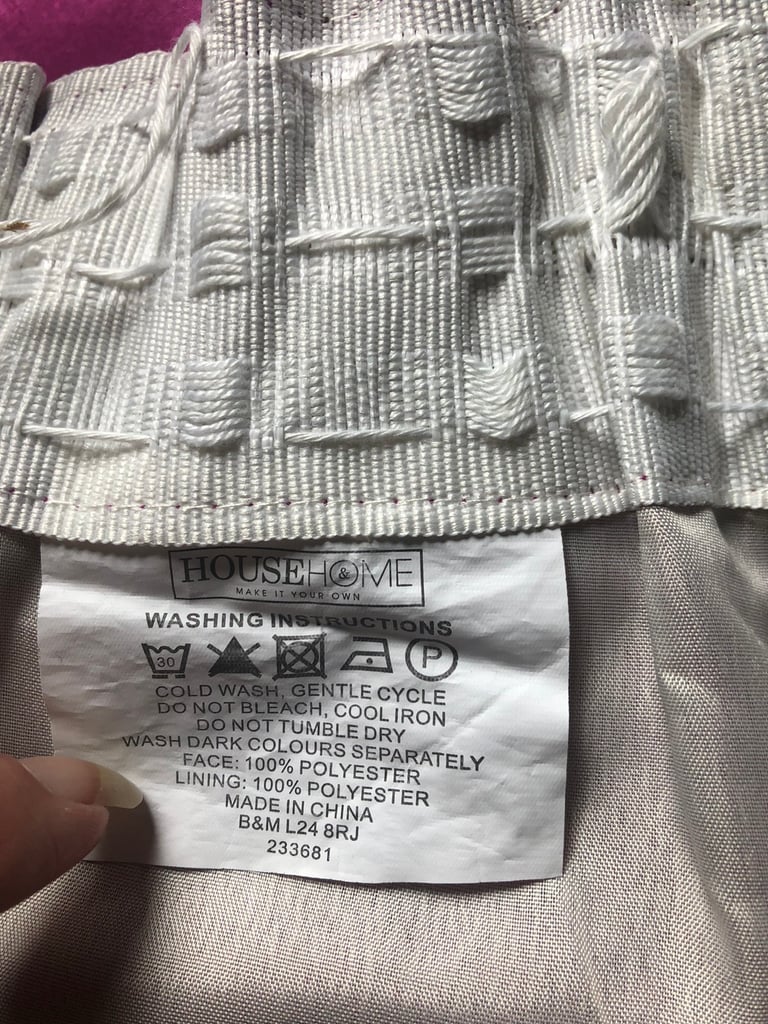 HOUSE & HOME
MAKE IT YOUR OWN
WASHING INSTRUCTIONS
30 P
COLD WASH, GENTLE CYCLE
DO NOT BLEACH, COOL IRON
DO NOT TUMBLE DRY
WASH DARK COLOURS SEPARATELY
FACE: 100% POLYESTER
LINING: 100% POLYESTER
MADE IN CHINA
B&M L24 8RJ
233681